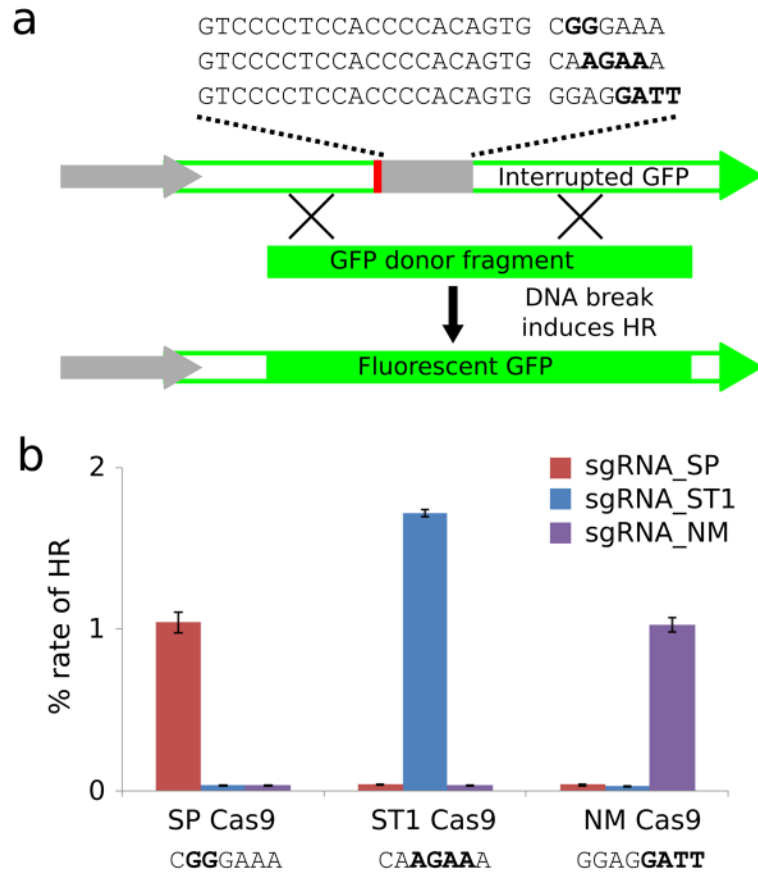 a
GTCCCCTCCACCCCACAGTG CGGGAAA
GTCCCCTCCACCCCACAGTG CAAGAAA
GTCCCCTCCACCCCACAGTG GGAGGATT
Interrupted GFP
GFP donor fragment
DNA break
induces HR
Fluorescent GFP
b
% rate of HR
2
1
0
sgRNA_SP
sgRNA_ST1
sgRNA_NM
SP Cas9 ST1 Cas9 NM Cas9
CGGGAAA CAAGAAA GGAGGATT